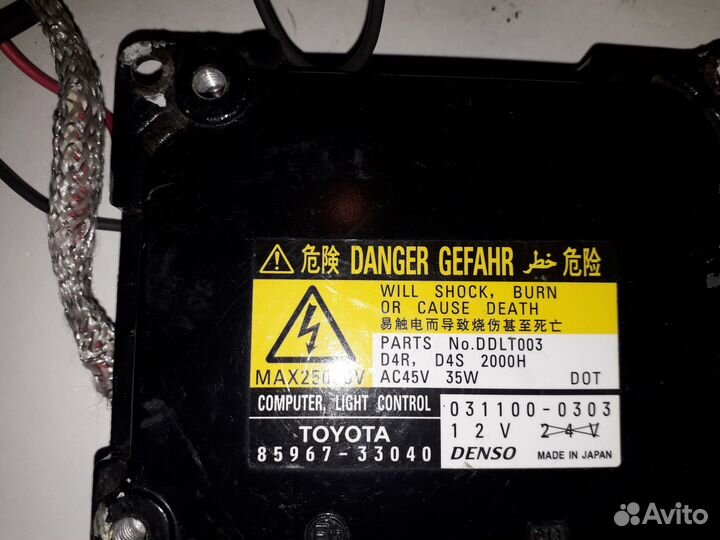 危険 DANGER GEFAHR خطر 危险
WILL SHOCK, BURN
OR CAUSE DEATH
易触电而导致烧伤甚至死亡
PARTS No.DDLT003
D4R, D4S 2000H
AC45V 35W DOT
COMPUTER, LIGHT CONTROL
TOYOTA
85967-33040
031100-0303
12V 24V
DENSO MADE IN JAPAN
Avito